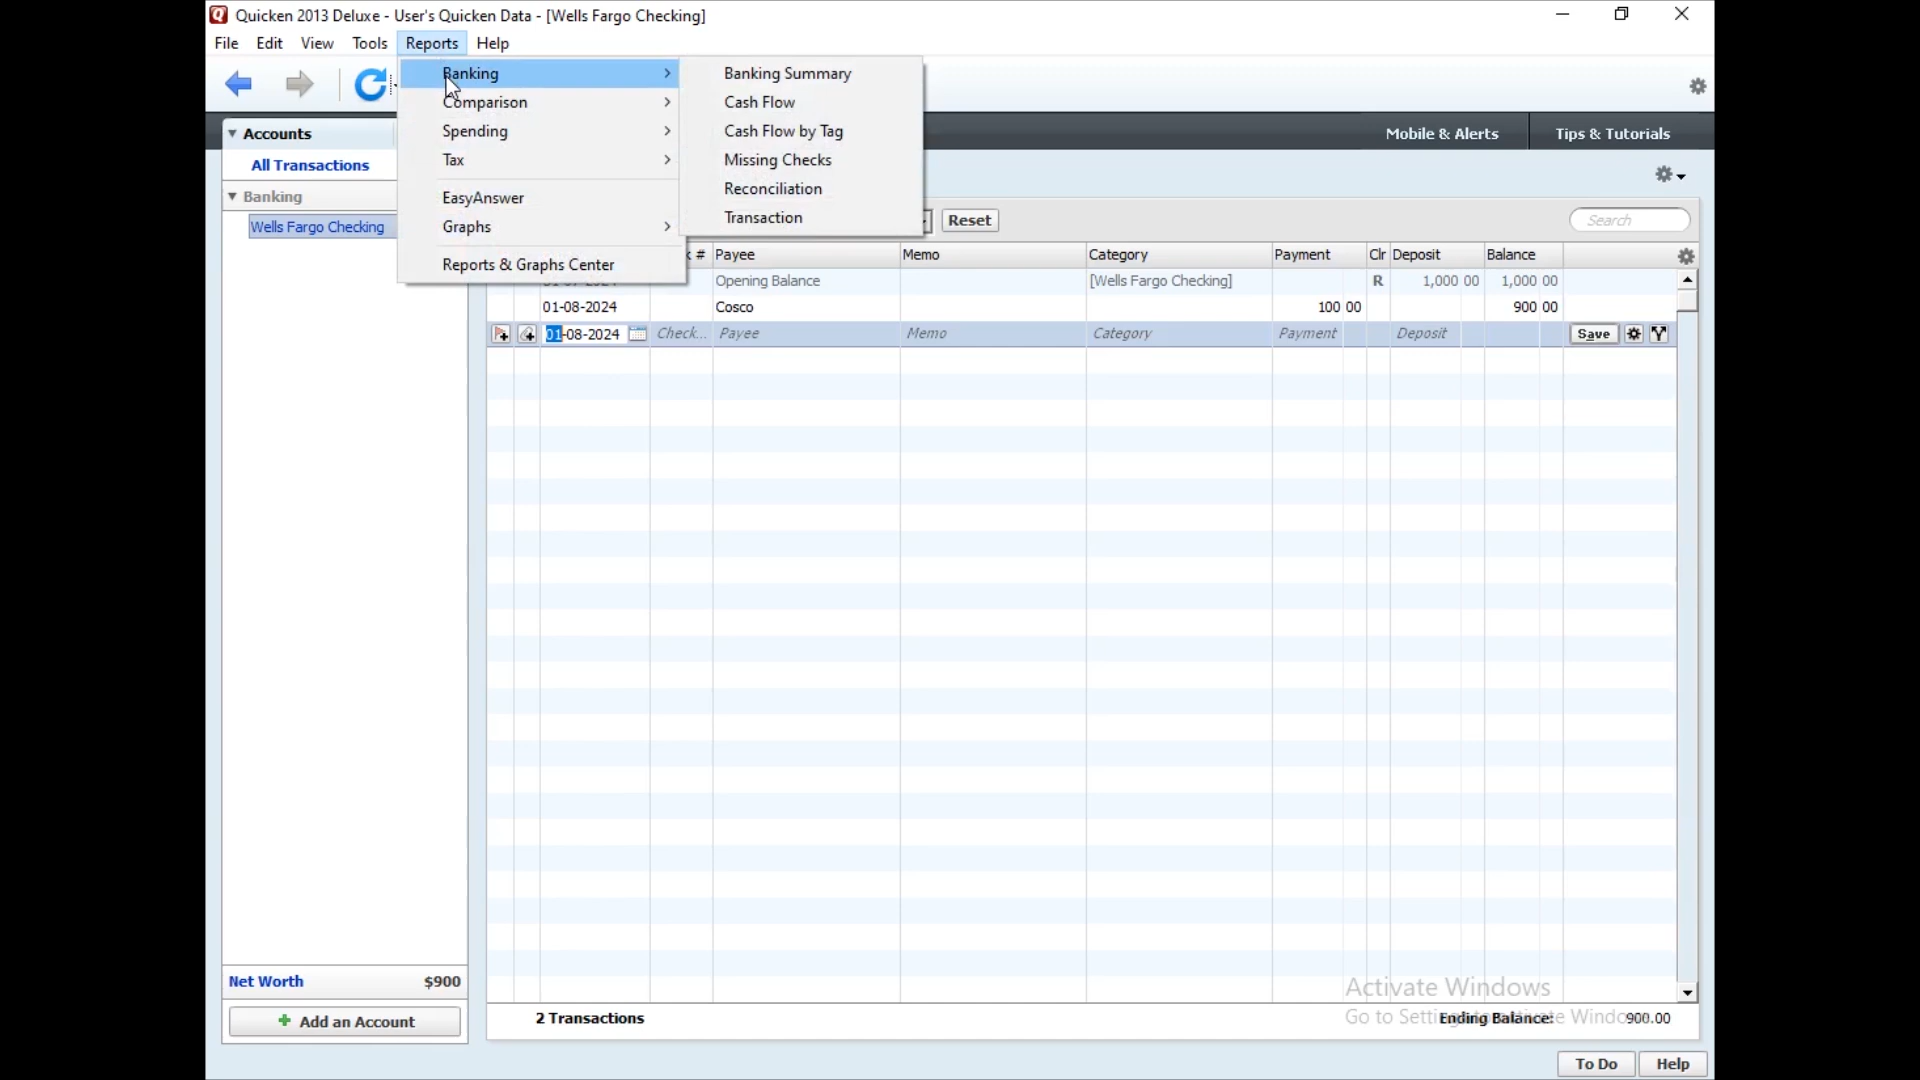 Quicken 2013 Deluxe - User's Quicken Data - [Wells Fargo Checking]
File Edit View Tools Reports Help
Banking
Comparison
Spending
Tax
EasyAnswer
Graphs
Reports & Graphs Center
Banking Summary
Cash Flow
Cash Flow by Tag
Missing Checks
Reconciliation
Transaction
Accounts
All Transactions
Banking
Wells Fargo Checking
Mobile & Alerts Tips & Tutorials
Reset Search
# Payee Memo Category Payment Clr Deposit Balance
Opening Balance [Wells Fargo Checking] R 1,000 00 1,000 00
01-08-2024 Cosco 100 00 900 00
01-08-2024 Check... Payee Memo Category Payment Deposit Save
Net Worth $900
Add an Account
2 Transactions
Ending Balance: 900.00
Activate Windows
Go to Settings to activate Windows.
To Do Help